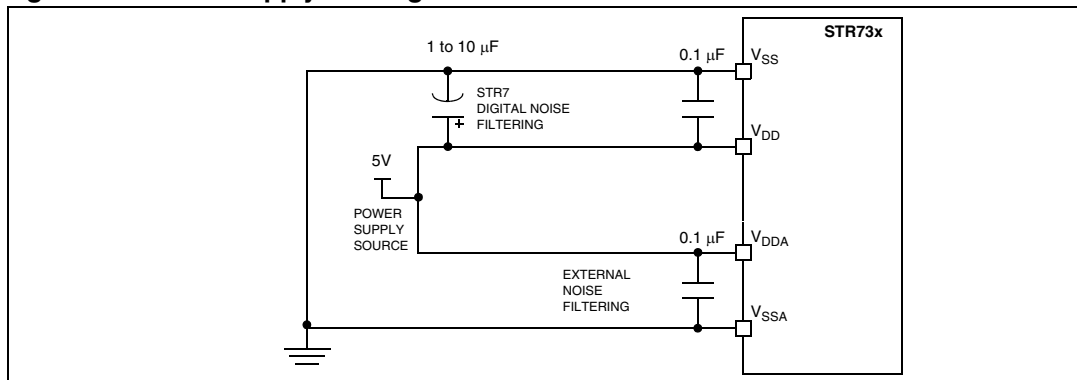 STR73x
1 to 10 μF
0.1 μF
VSS
STR7
DIGITAL NOISE
FILTERING
+
VDD
5V
POWER
SUPPLY
SOURCE
0.1 μF
VDDA
EXTERNAL
NOISE
FILTERING
VSSA